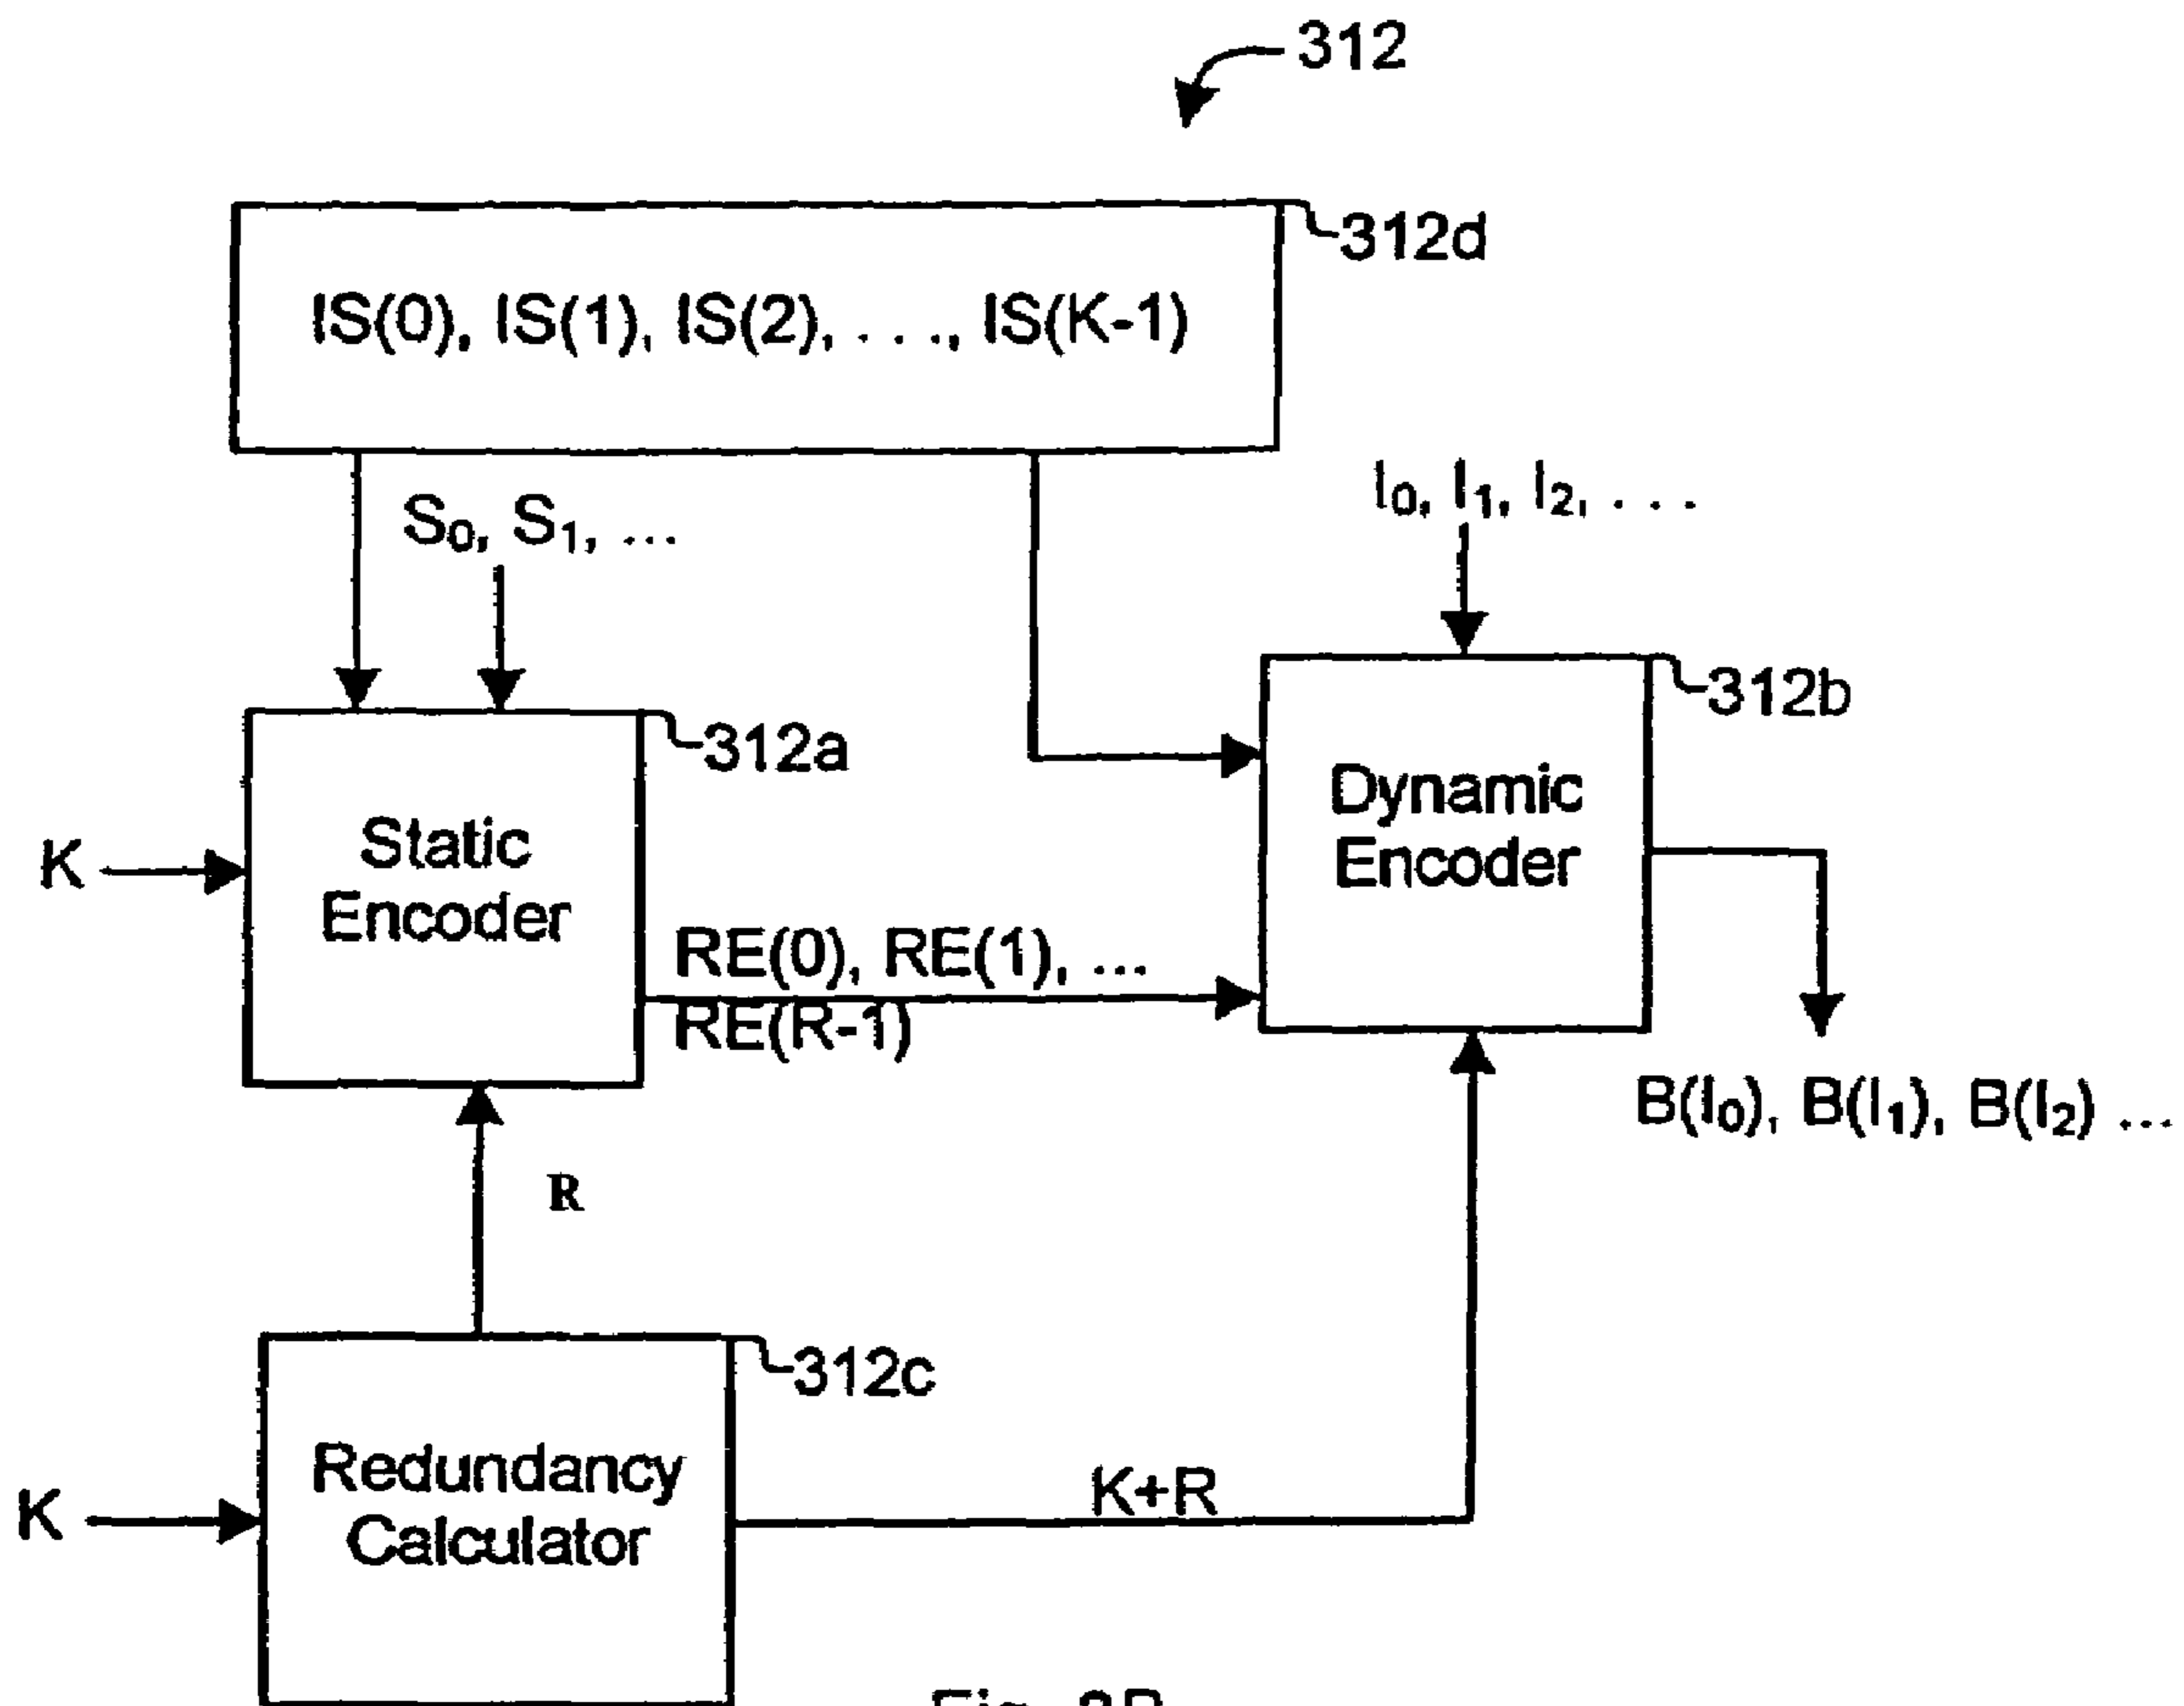 312
312d
IS(0), IS(1), IS(2), . . ., IS(K-1)
S0, S1, ...
I0, I1, I2, . . .
312b
312a
Dynamic
Encoder
K
Static
Encoder
RE(0), RE(1), ...
RE(R-1)
B(I0), B(I1), B(I2) ...
R
312c
Redundancy
Calculator
K
K+R